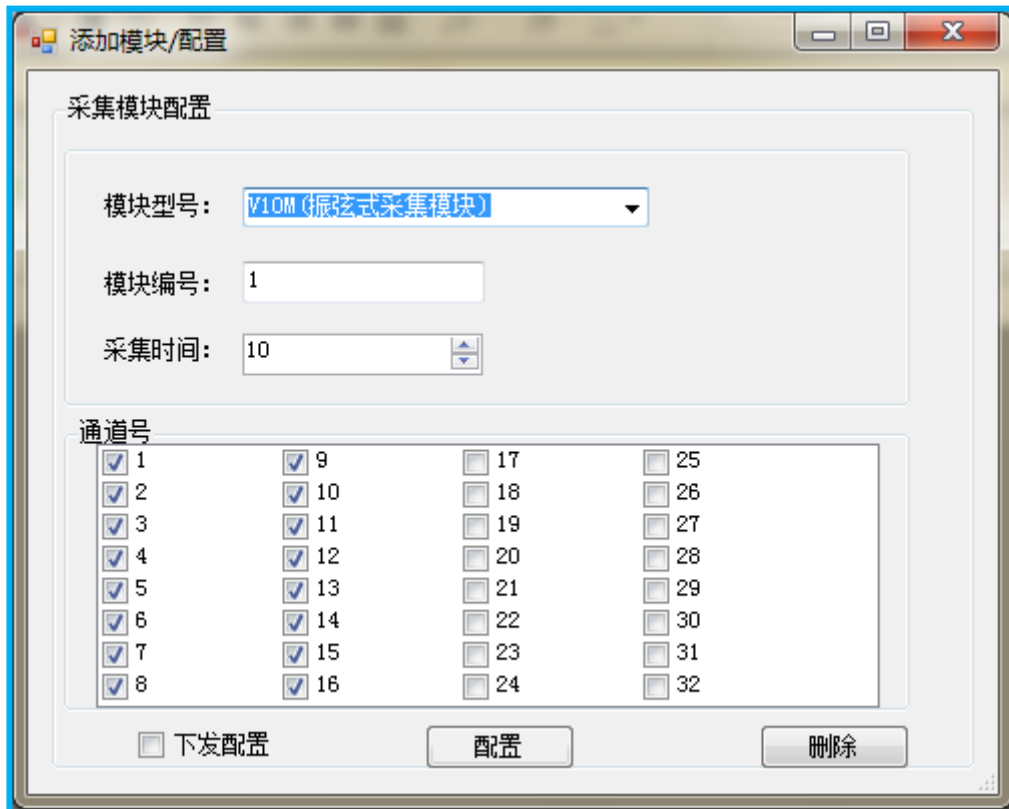 添加模块/配置
采集模块配置
模块型号： V10M(振弦式采集模块)
模块编号： 1
采集时间： 10
通道号
1 9 17 25
2 10 18 26
3 11 19 27
4 12 20 28
5 13 21 29
6 14 22 30
7 15 23 31
8 16 24 32
下发配置 配置 删除